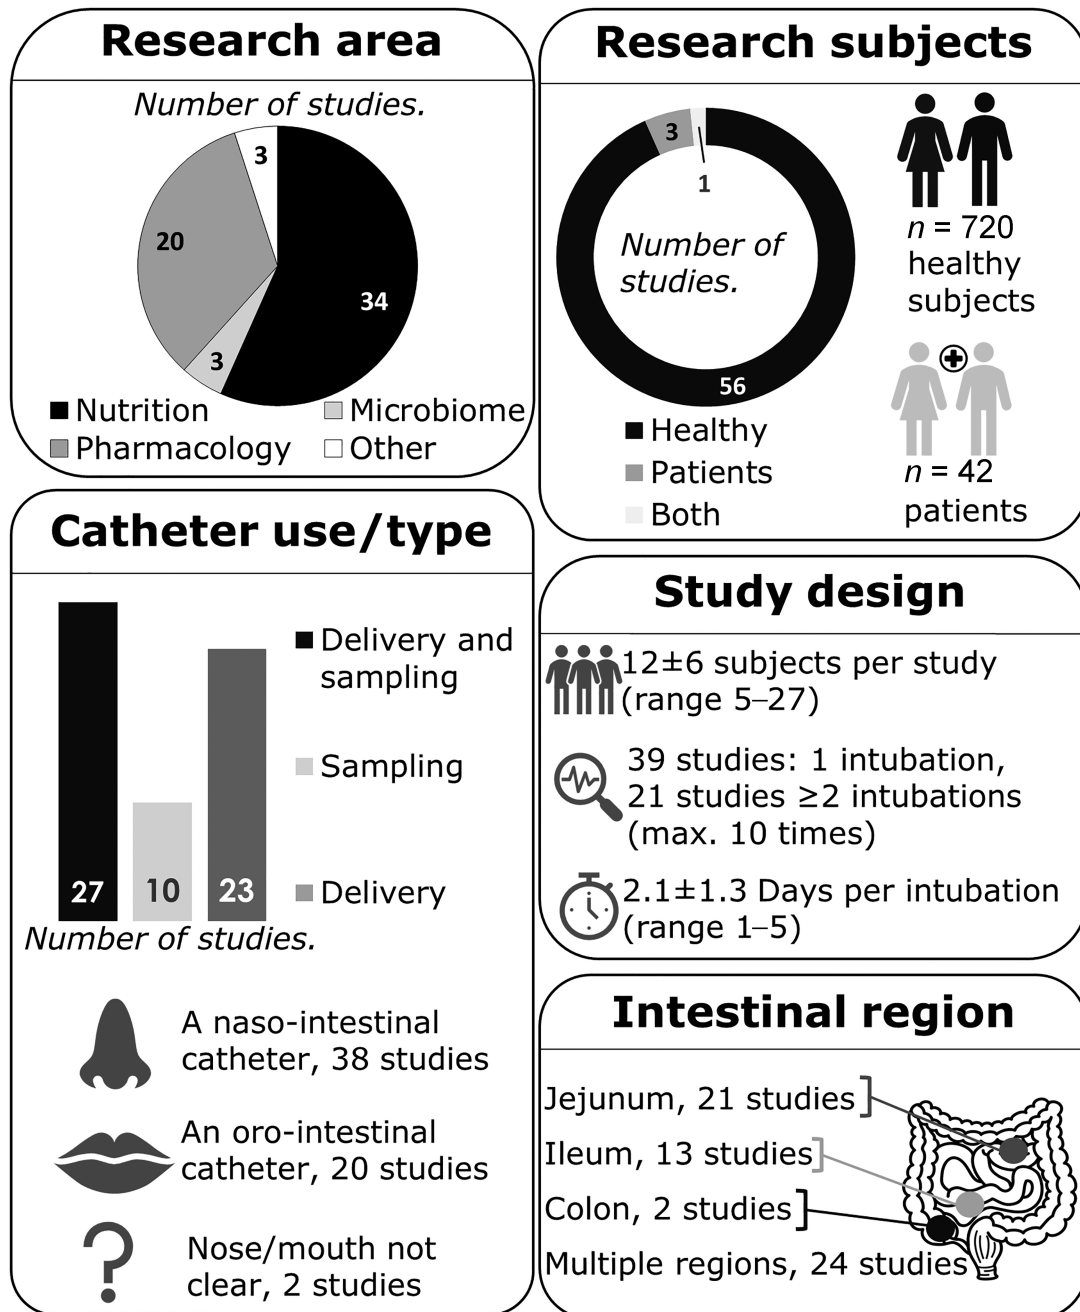 Research area
Number of studies.
3
20
34
3
Nutrition
Microbiome
Pharmacology
Other
Research subjects
3
1
Number of
studies.
56
Healthy
Patients
Both
n = 720
healthy
subjects
n = 42
patients
Catheter use/type
Delivery and
sampling
Sampling
Delivery
27
10
23
Number of studies.
A naso-intestinal
catheter, 38 studies
An oro-intestinal
catheter, 20 studies
?
Nose/mouth not
clear, 2 studies
Study design
12±6 subjects per study
(range 5–27)
39 studies: 1 intubation,
21 studies ≥2 intubations
(max. 10 times)
2.1±1.3 Days per intubation
(range 1–5)
Intestinal region
Jejunum, 21 studies
Ileum, 13 studies
Colon, 2 studies
Multiple regions, 24 studies